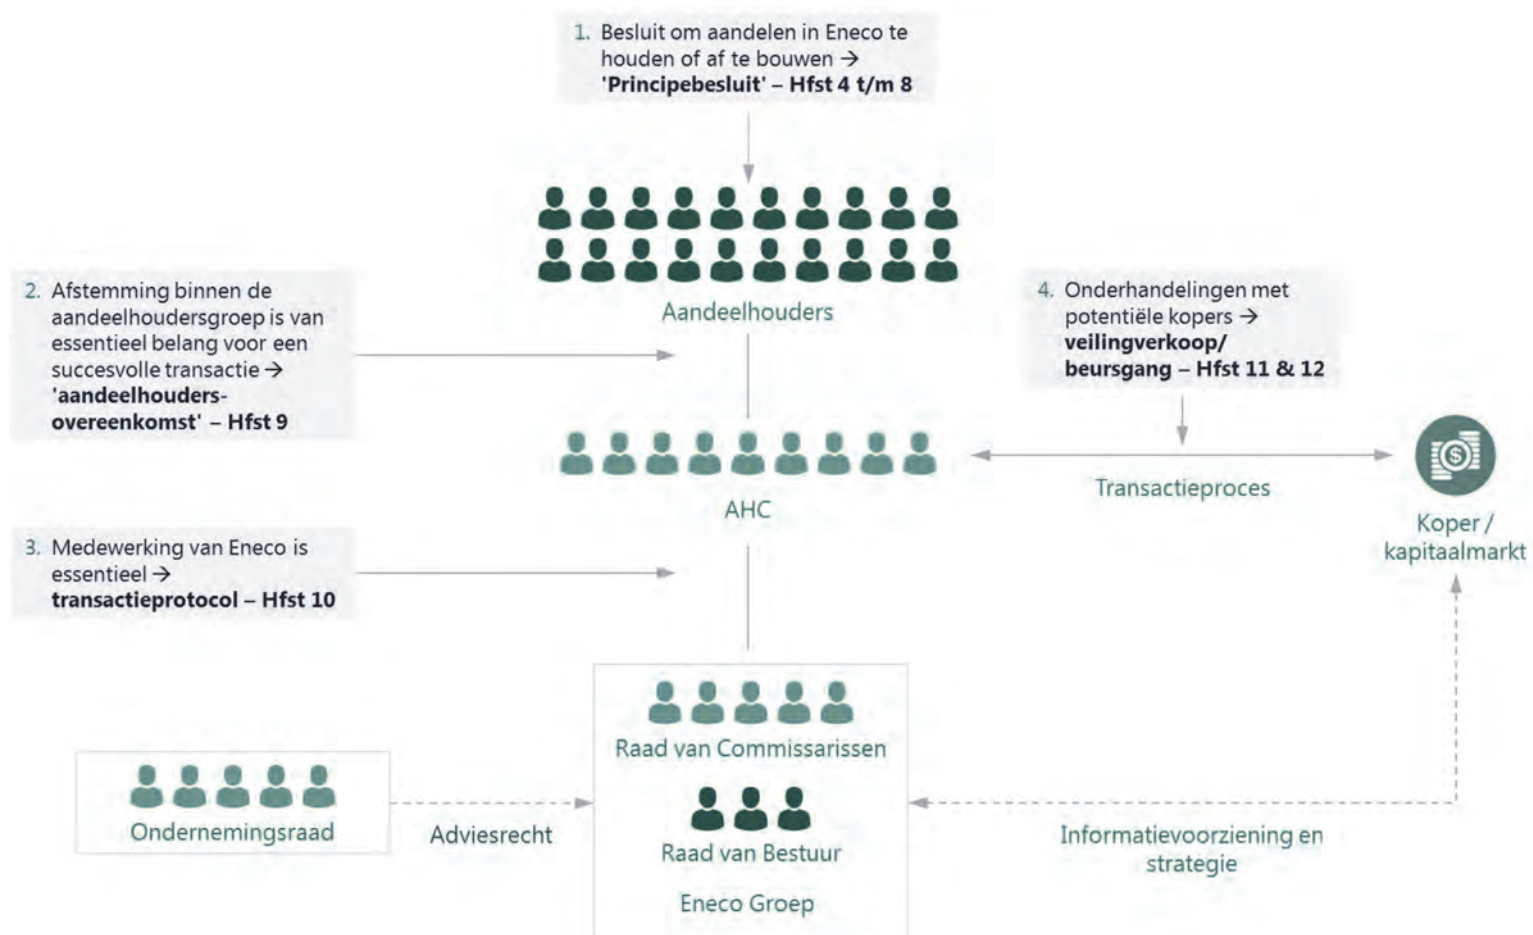 1. Besluit om aandelen in Eneco te
houden of af te bouwen →
'Principebesluit' – Hfst 4 t/m 8
Aandeelhouders
2. Afstemming binnen de
aandeelhoudersgroep is van
essentieel belang voor een
succesvolle transactie →
'aandeelhouders-
overeenkomst' – Hfst 9
4. Onderhandelingen met
potentiële kopers →
veilingverkoop/
beursgang – Hfst 11 & 12
AHC
Transactieproces
$
Koper /
kapitaalmarkt
3. Medewerking van Eneco is
essentieel →
transactieprotocol – Hfst 10
Raad van Commissarissen
Ondernemingsraad
Adviesrecht
Raad van Bestuur
Eneco Groep
Informatievoorziening en
strategie